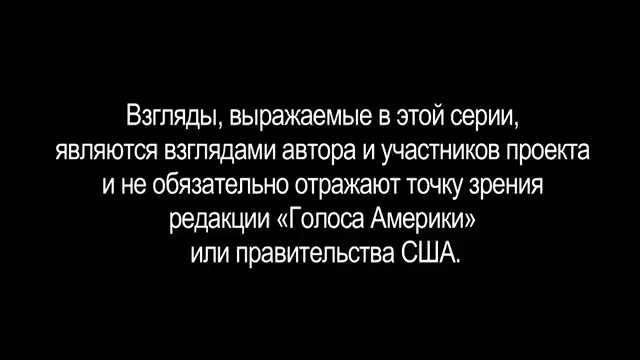 Взгляды, выражаемые в этой серии,
являются взглядами автора и участников проекта
и не обязательно отражают точку зрения
редакции «Голоса Америки»
или правительства США.